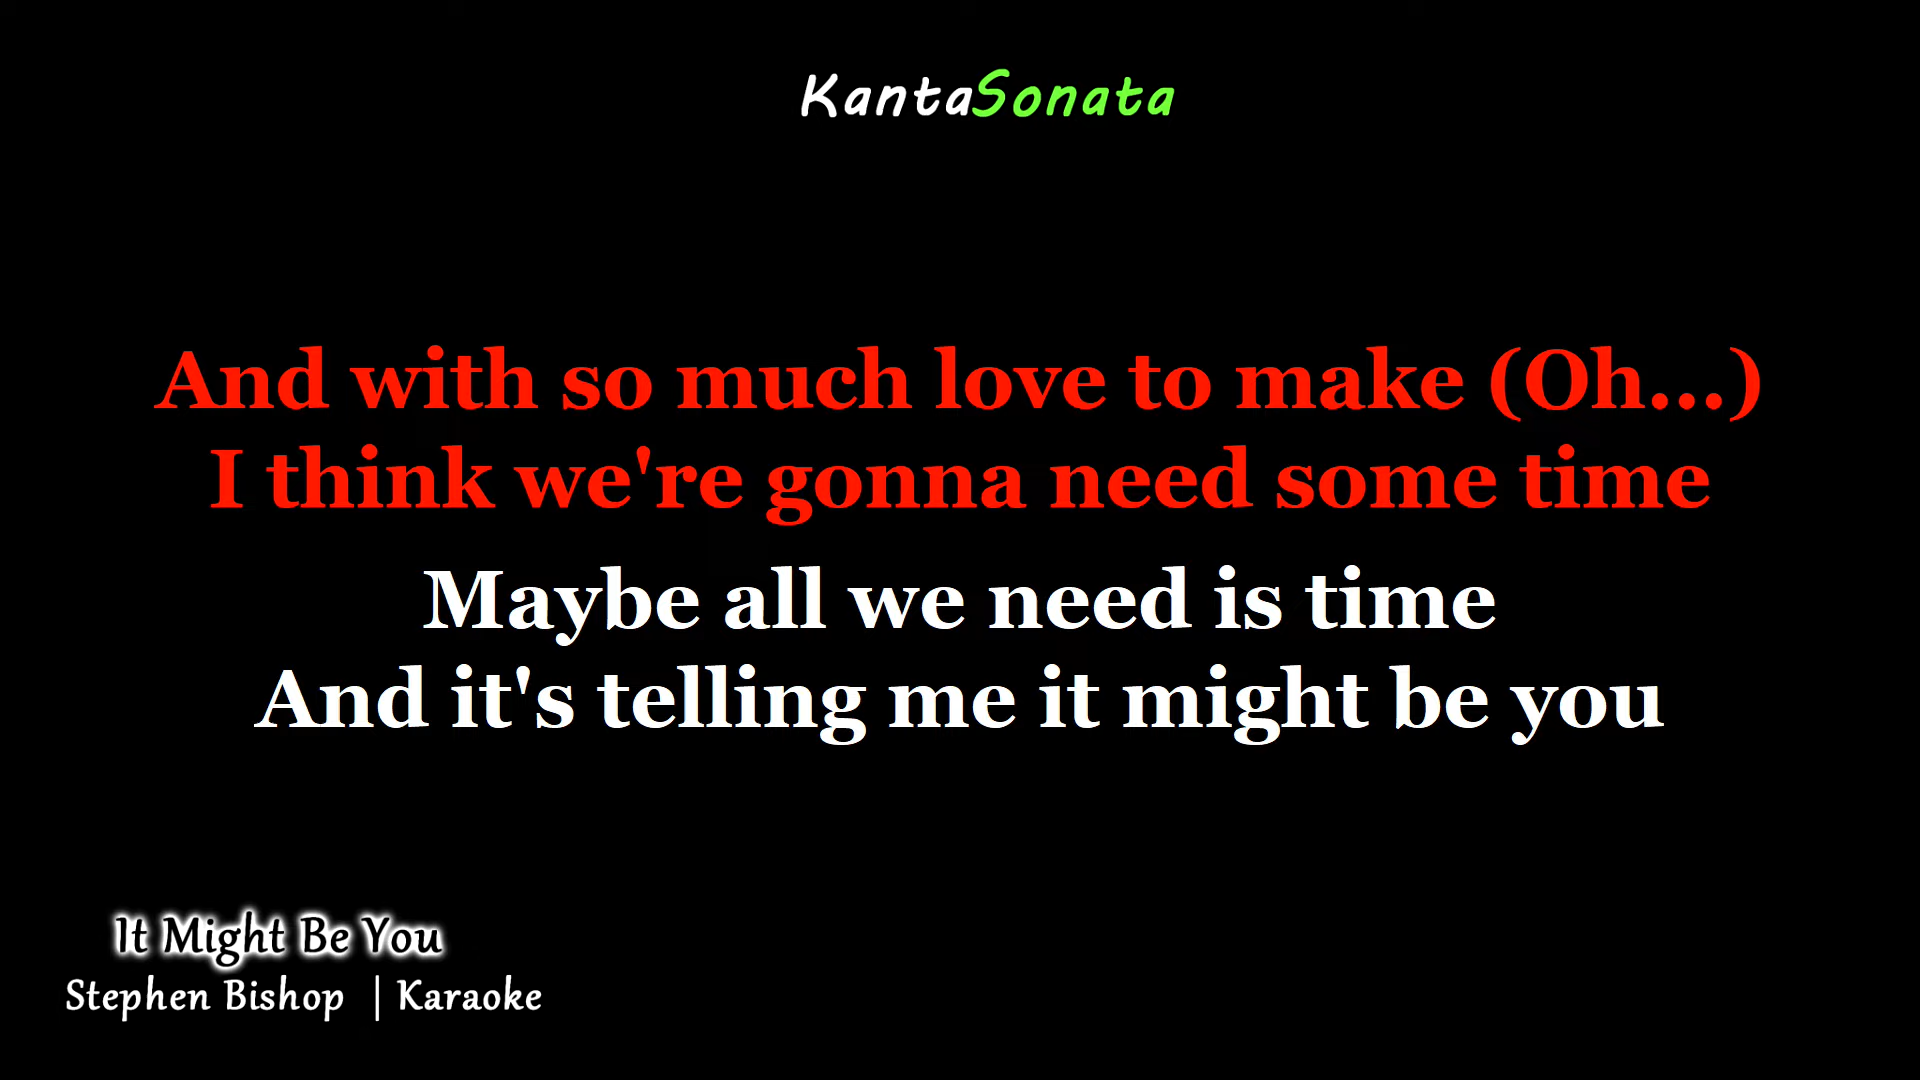 KantaSonata
And with so much love to make (Oh...)
I think we're gonna need some time
Maybe all we need is time
And it's telling me it might be you
It Might Be You
Stephen Bishop | Karaoke